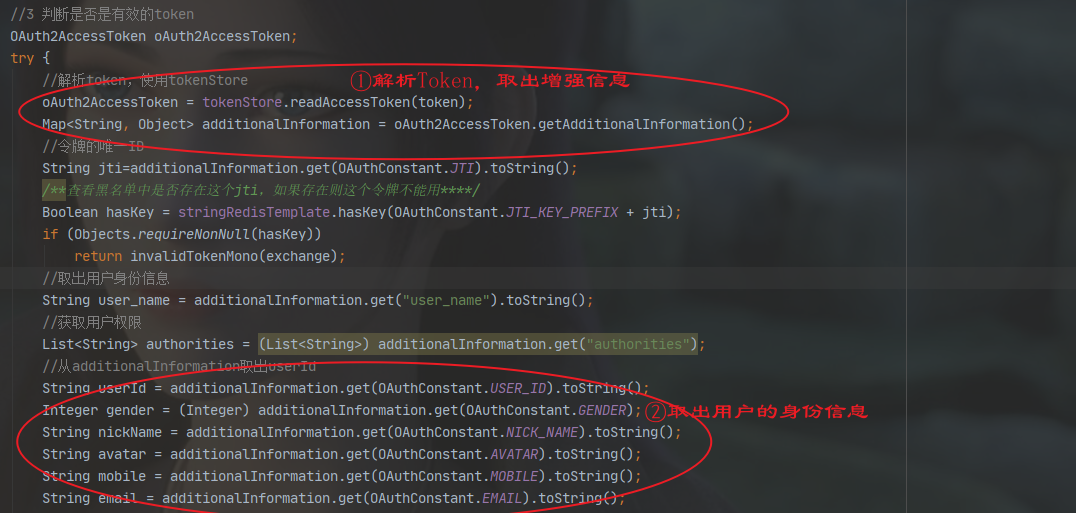 //3 判断是否是有效的token
OAuth2AccessToken oAuth2AccessToken;
try {
//解析token，使用tokenStore
①解析Token，取出增强信息
oAuth2AccessToken = tokenStore.readAccessToken(token);
Map<String, Object> additionalInformation = oAuth2AccessToken.getAdditionalInformation();
//令牌的唯一ID
String jti=additionalInformation.get(OAuthConstant.JTI).toString();
/**查看黑名单中是否存在这个jti，如果存在则这个令牌不能用****/
Boolean hasKey = stringRedisTemplate.hasKey(OAuthConstant.JTI_KEY_PREFIX + jti);
if (Objects.requireNonNull(hasKey))
return invalidTokenMono(exchange);
//取出用户身份信息
String user_name = additionalInformation.get("user_name").toString();
//获取用户权限
List<String> authorities = (List<String>) additionalInformation.get("authorities");
//从additionalInformation取出userId
String userId = additionalInformation.get(OAuthConstant.USER_ID).toString();
Integer gender = (Integer) additionalInformation.get(OAuthConstant.GENDER);
②取出用户的身份信息
String nickName = additionalInformation.get(OAuthConstant.NICK_NAME).toString();
String avatar = additionalInformation.get(OAuthConstant.AVATAR).toString();
String mobile = additionalInformation.get(OAuthConstant.MOBILE).toString();
String email = additionalInformation.get(OAuthConstant.EMAIL).toString();